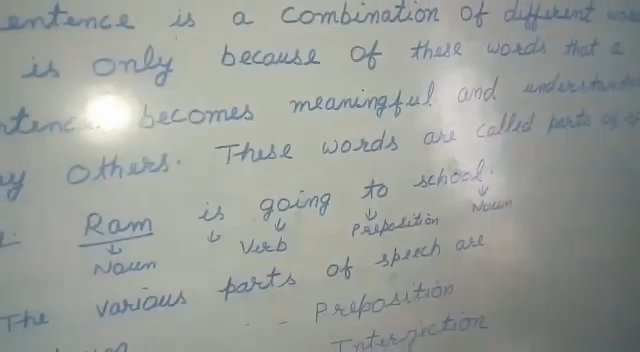 entence is a combination of different
is only because of these words that a
ntenc becomes meaningful and understanda
y others. These words are called parts of
Ram is going to school.
Noun Verb Preposition Noun
The various parts of speech are
Preposition
Interjection